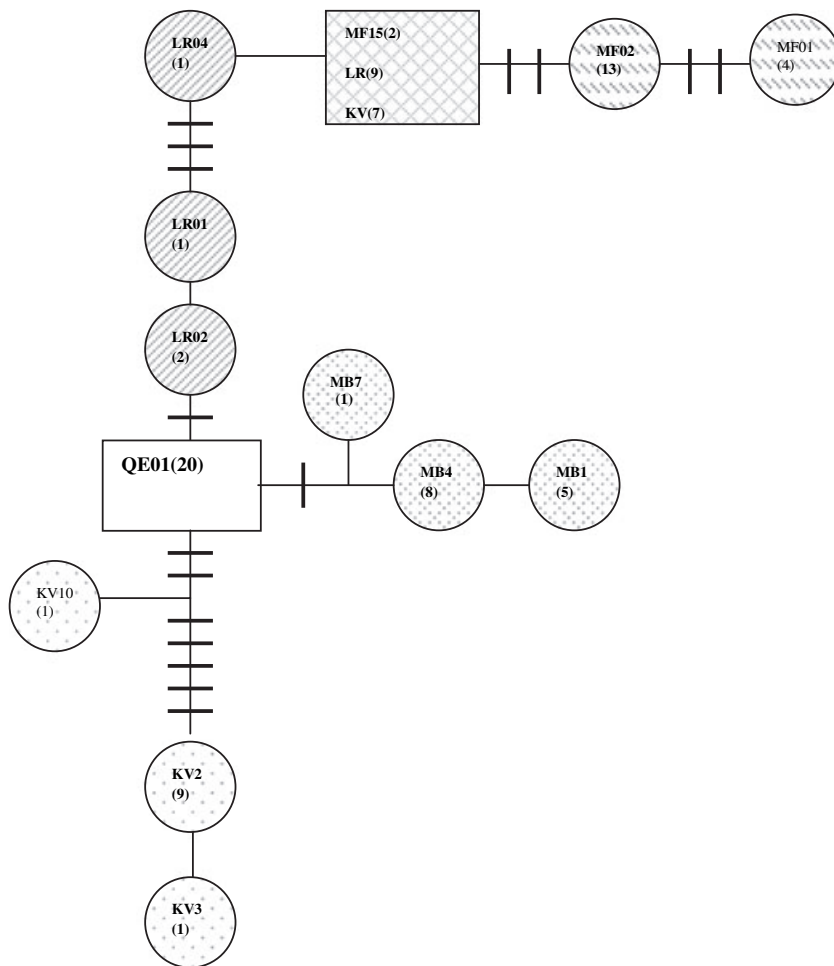 LR04
(1)
MF15(2)
LR(9)
KV(7)
MF02
(13)
MF01
(4)
LR01
(1)
LR02
(2)
MB7
(1)
QE01(20)
MB4
(8)
MB1
(5)
KV10
(1)
KV2
(9)
KV3
(1)